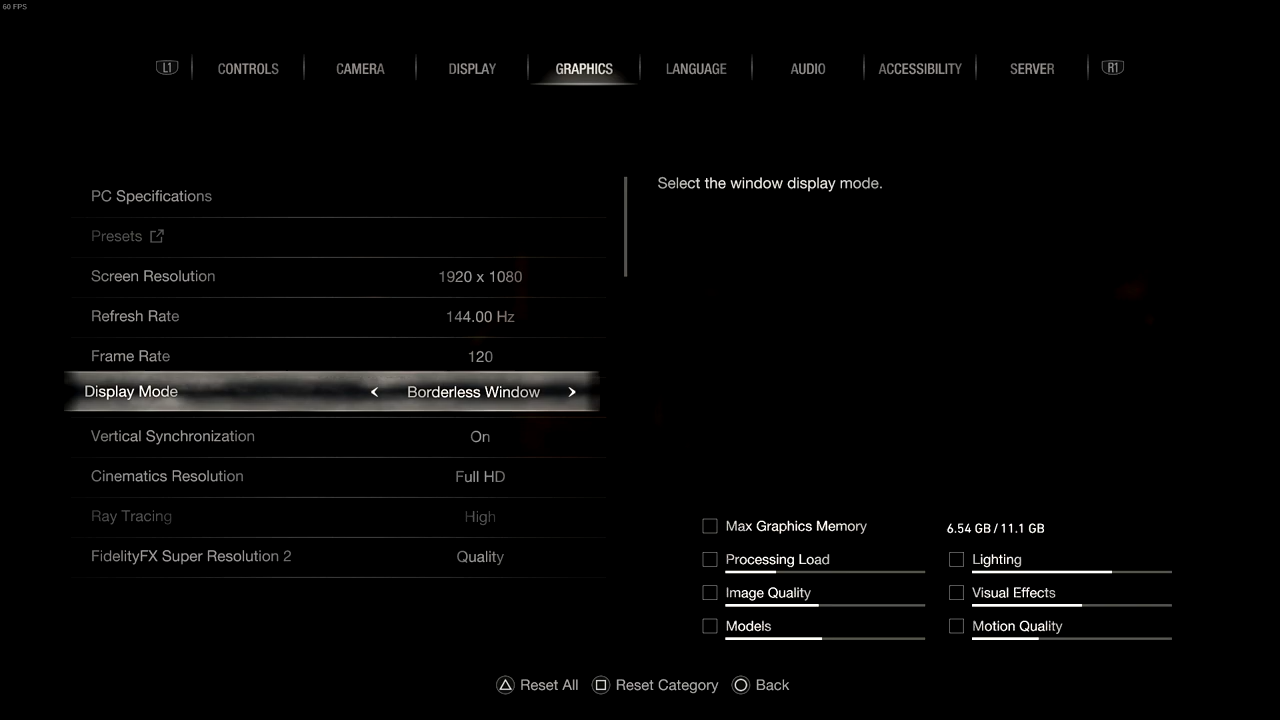 60 FPS
L1 CONTROLS CAMERA DISPLAY GRAPHICS LANGUAGE AUDIO ACCESSIBILITY SERVER R1
PC Specifications
Presets
Screen Resolution 1920 x 1080
Refresh Rate 144.00 Hz
Frame Rate 120
Display Mode Borderless Window
Vertical Synchronization On
Cinematics Resolution Full HD
Ray Tracing High
FidelityFX Super Resolution 2 Quality
Select the window display mode.
Max Graphics Memory 6.54 GB / 11.1 GB
Processing Load Lighting
Image Quality Visual Effects
Models Motion Quality
Reset All Reset Category Back